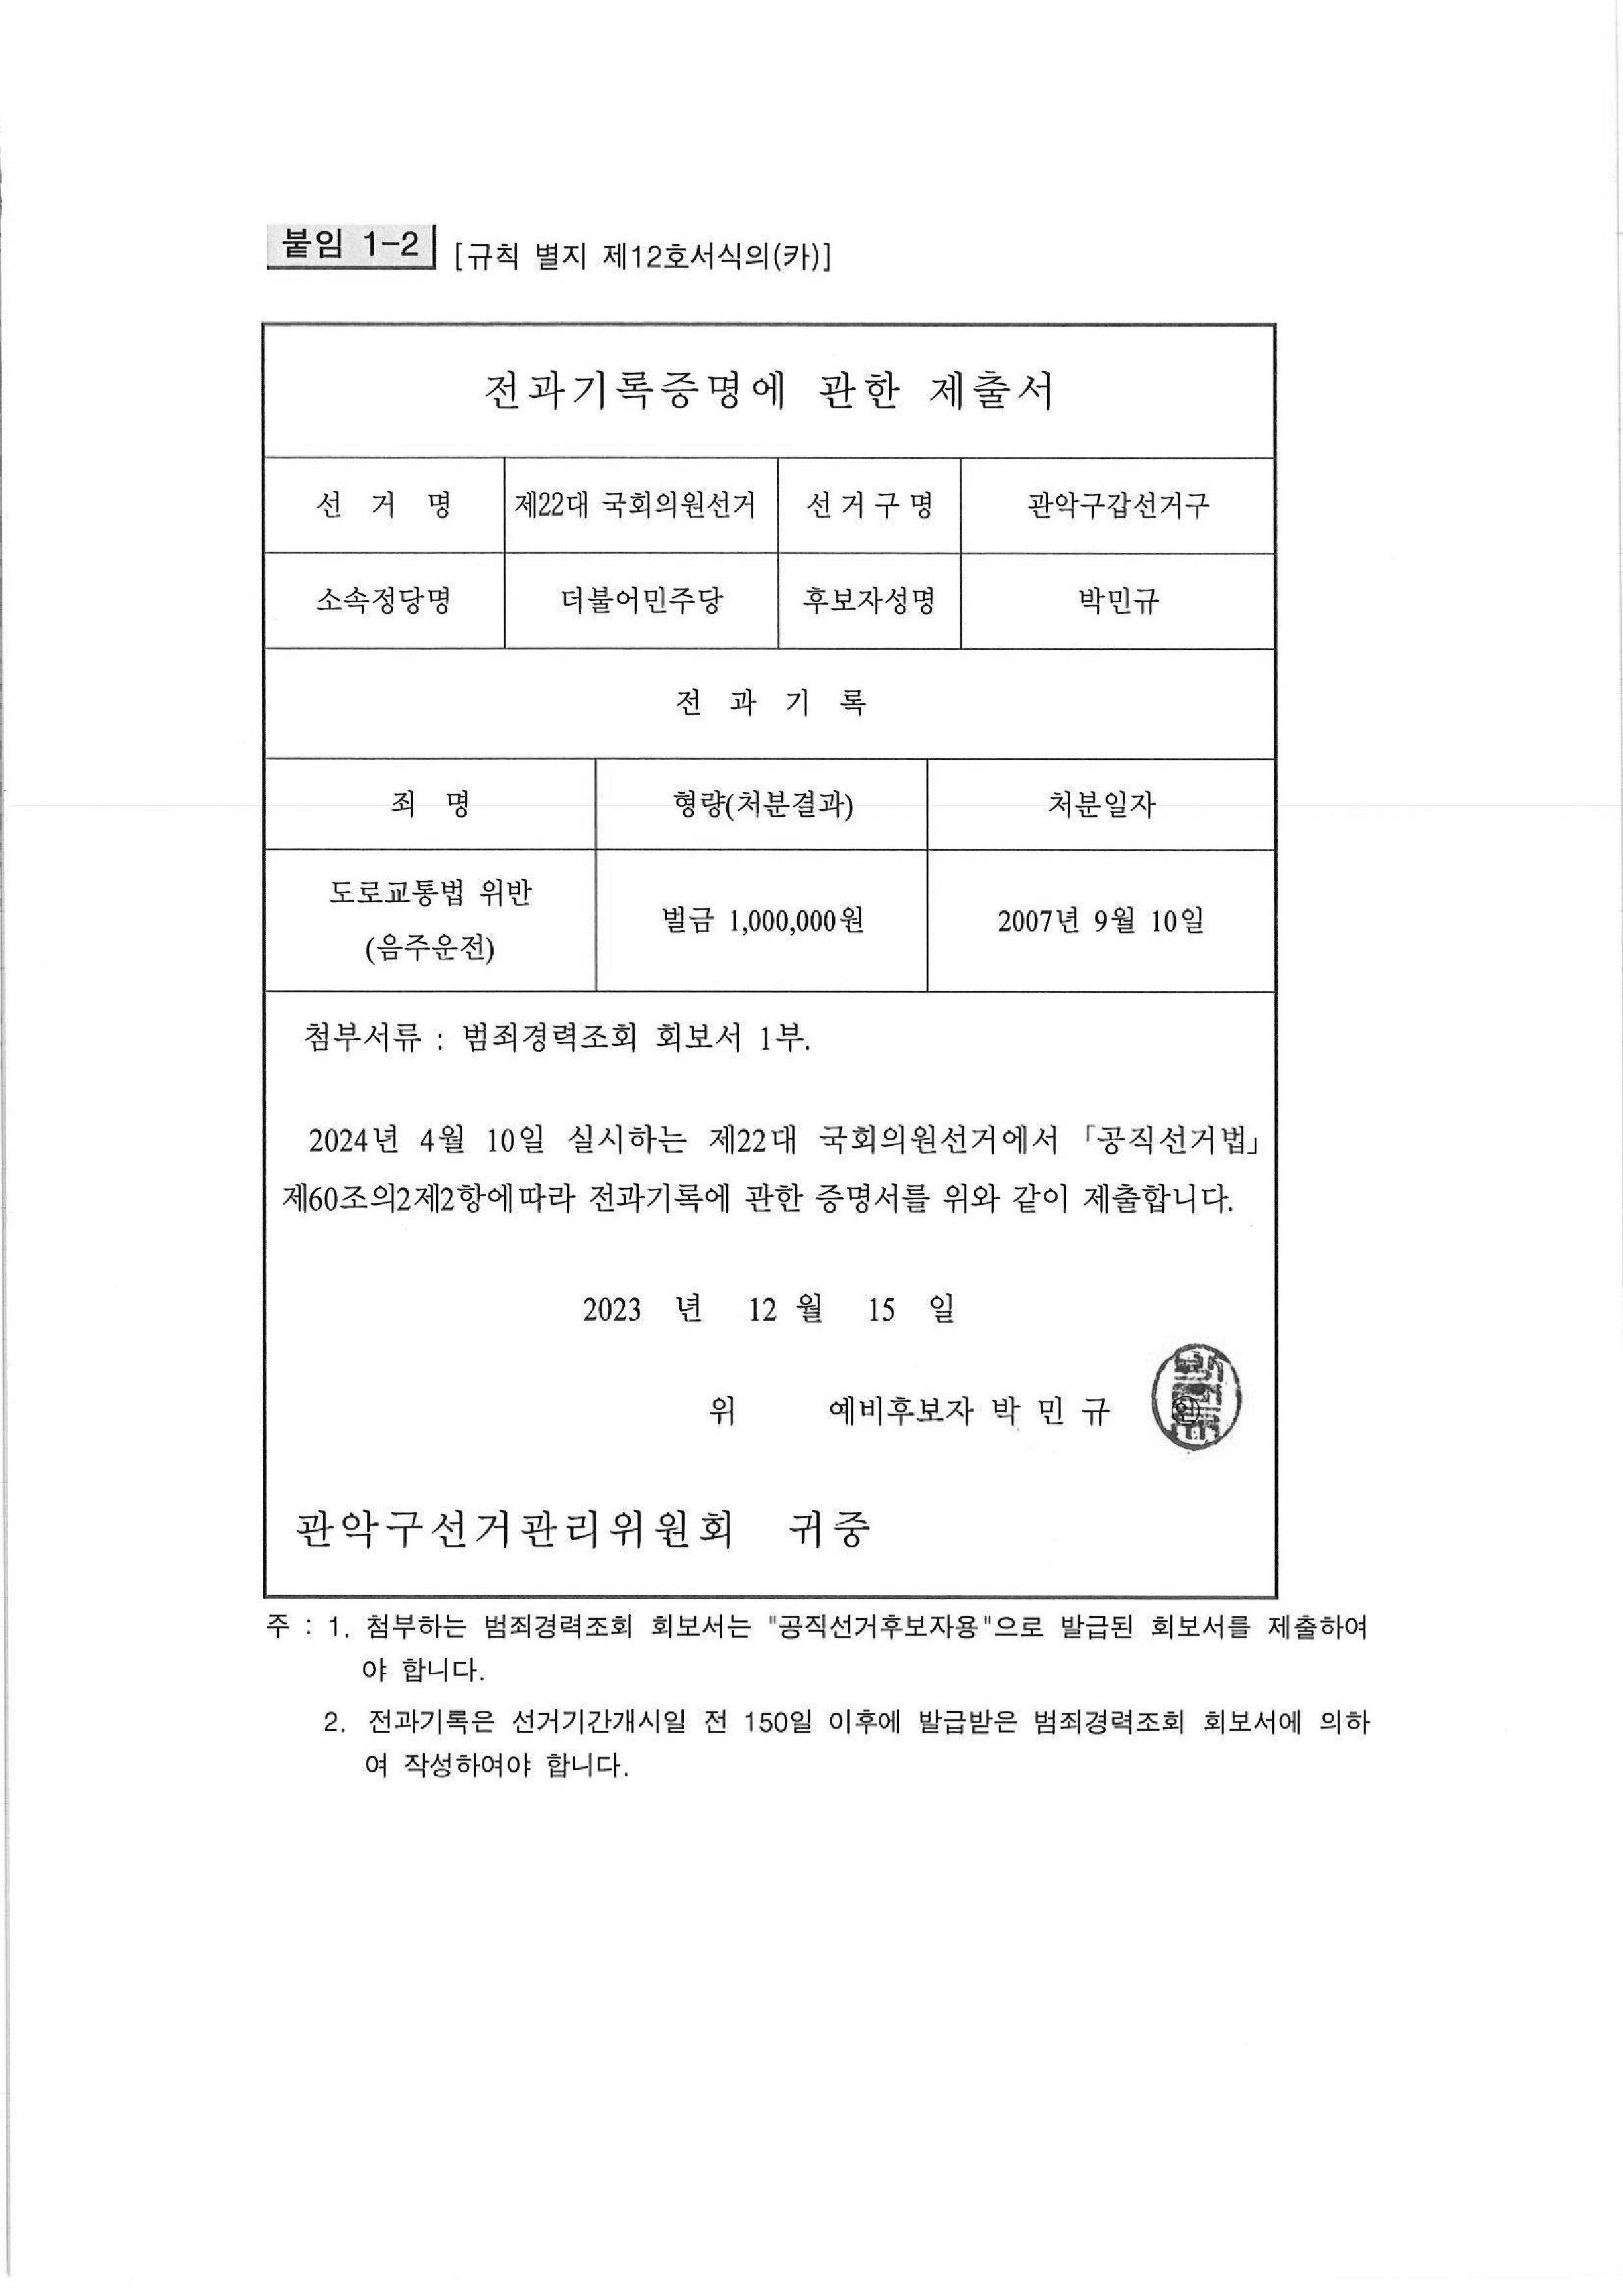 붙임 1-2 [규칙 별지 제12호서식의(카)]
전과기록증명에 관한 제출서
선 거 명 제22대 국회의원선거 선거구명 관악구갑선거구
소속정당명 더불어민주당 후보자성명 박민규
전 과 기 록
죄 명 형량(처분결과) 처분일자
도로교통법 위반
(음주운전)
벌금 1,000,000원 2007년 9월 10일
첨부서류 : 범죄경력조회 회보서 1부.
2024년 4월 10일 실시하는 제22대 국회의원선거에서 「공직선거법」
제60조의2제2항에따라 전과기록에 관한 증명서를 위와 같이 제출합니다.
2023 년 12 월 15 일
위 예비후보자 박 민 규 ㊞
관악구선거관리위원회 귀중
주 : 1. 첨부하는 범죄경력조회 회보서는 "공직선거후보자용"으로 발급된 회보서를 제출하여
야 합니다.
2. 전과기록은 선거기간개시일 전 150일 이후에 발급받은 범죄경력조회 회보서에 의하
여 작성하여야 합니다.